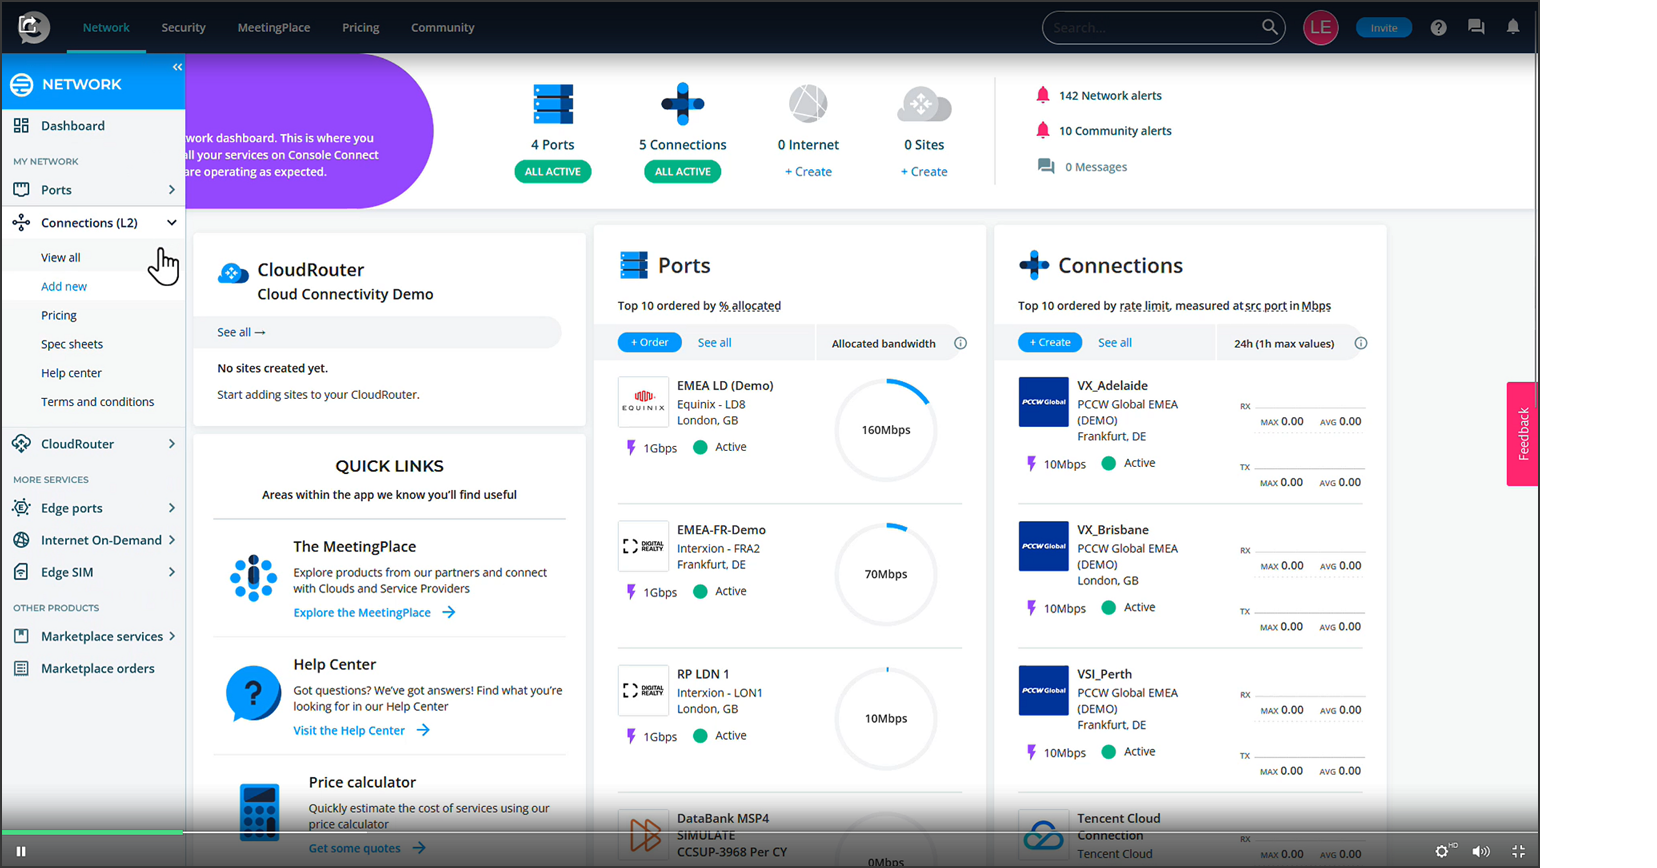 Network
Security
MeetingPlace
Pricing
Community
Search...
LE
Invite
NETWORK
Dashboard
MY NETWORK
Ports
Connections (L2)
View all
Add new
Pricing
Spec sheets
Help center
Terms and conditions
CloudRouter
MORE SERVICES
Edge ports
Internet On-Demand
Edge SIM
OTHER PRODUCTS
Marketplace services
Marketplace orders
work dashboard. This is where you
all your services on Console Connect
are operating as expected.
4 Ports
ALL ACTIVE
5 Connections
ALL ACTIVE
0 Internet
+ Create
0 Sites
+ Create
142 Network alerts
10 Community alerts
0 Messages
CloudRouter
Cloud Connectivity Demo
See all →
No sites created yet.
Start adding sites to your CloudRouter.
QUICK LINKS
Areas within the app we know you'll find useful
The MeetingPlace
Explore products from our partners and connect
with Clouds and Service Providers
Explore the MeetingPlace →
Help Center
Got questions? We've got answers! Find what you're
looking for in our Help Center
Visit the Help Center →
Price calculator
Quickly estimate the cost of services using our
price calculator
Get some quotes →
Ports
Top 10 ordered by % allocated
+ Order
See all
Allocated bandwidth
EQUINIX
EMEA LD (Demo)
Equinix - LD8
London, GB
1Gbps
Active
160Mbps
DIGITAL
REALTY
EMEA-FR-Demo
Interxion - FRA2
Frankfurt, DE
1Gbps
Active
70Mbps
DIGITAL
REALTY
RP LDN 1
Interxion - LON1
London, GB
1Gbps
Active
10Mbps
DataBank MSP4
SIMULATE
CCSUP-3968 Per CY
0Mbps
Connections
Top 10 ordered by rate limit, measured at src port in Mbps
+ Create
See all
24h (1h max values)
PCCW Global
VX_Adelaide
PCCW Global EMEA
(DEMO)
Frankfurt, DE
10Mbps
Active
RX
MAX 0.00 AVG 0.00
TX
MAX 0.00 AVG 0.00
PCCW Global
VX_Brisbane
PCCW Global EMEA
(DEMO)
London, GB
10Mbps
Active
RX
MAX 0.00 AVG 0.00
TX
MAX 0.00 AVG 0.00
PCCW Global
VSI_Perth
PCCW Global EMEA
(DEMO)
Frankfurt, DE
10Mbps
Active
RX
MAX 0.00 AVG 0.00
TX
MAX 0.00 AVG 0.00
Tencent Cloud
Connection
Tencent Cloud
RX
MAX 0.00 AVG 0.00
Feedback
HD